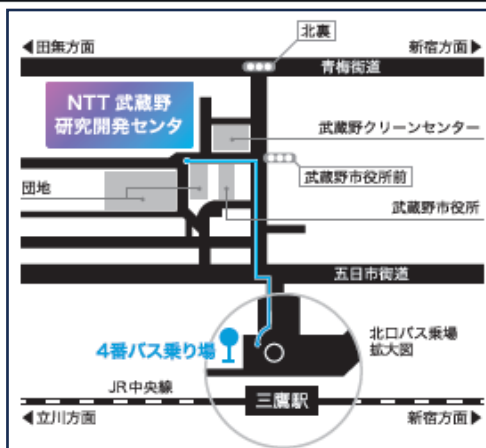 北裏
◀田無方面
新宿方面▶
青梅街道
NTT 武蔵野
研究開発センタ
武蔵野クリーンセンター
武蔵野市役所前
団地
武蔵野市役所
五日市街道
4番バス乗り場
北口バス乗場
拡大図
JR中央線
三鷹駅
◀立川方面
新宿方面▶